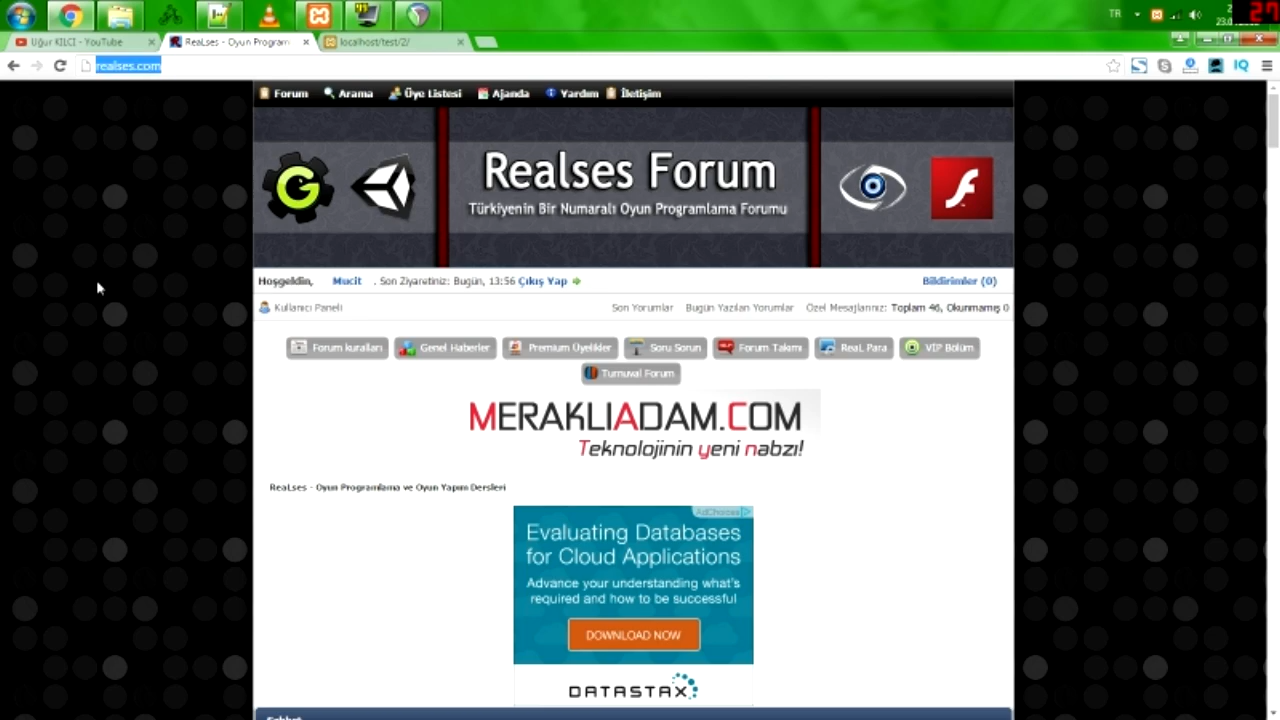 TR
27
Uğur KILCI - YouTube
ReaLses - Oyun Program
localhost/test/2/
realses.com
IQ
Forum Arama Üye Listesi Ajanda Yardım İletişim
Realses Forum
Türkiyenin Bir Numaralı Oyun Programlama Forumu
Hoşgeldin, Mucit . Son Ziyaretiniz: Bugün, 13:56 Çıkış Yap
Bildirimler (0)
Kullanıcı Paneli
Son Yorumlar Bugün Yazılan Yorumlar Özel Mesajlarınız: Toplam 46, Okunmamış 0
Forum kuralları Genel Haberler Premium Üyelikler Soru Sorun Forum Takımı ReaL Para VİP Bölüm
Turnuval Forum
MERAKLIADAM.COM
Teknolojinin yeni nabzı!
ReaLses - Oyun Programlama ve Oyun Yapım Dersleri
AdChoices
Evaluating Databases
for Cloud Applications
Advance your understanding what's
required and how to be successful
DOWNLOAD NOW
DATASTAX